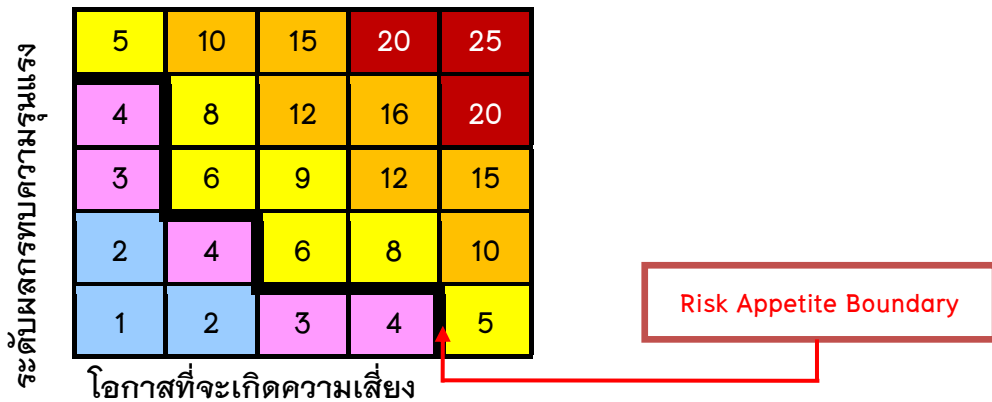 ระดับผลกรทบความรุนแรง
5 10 15 20 25
4 8 12 16 20
3 6 9 12 15
2 4 6 8 10
1 2 3 4 5
โอกาสที่จะเกิดความเสี่ยง
Risk Appetite Boundary